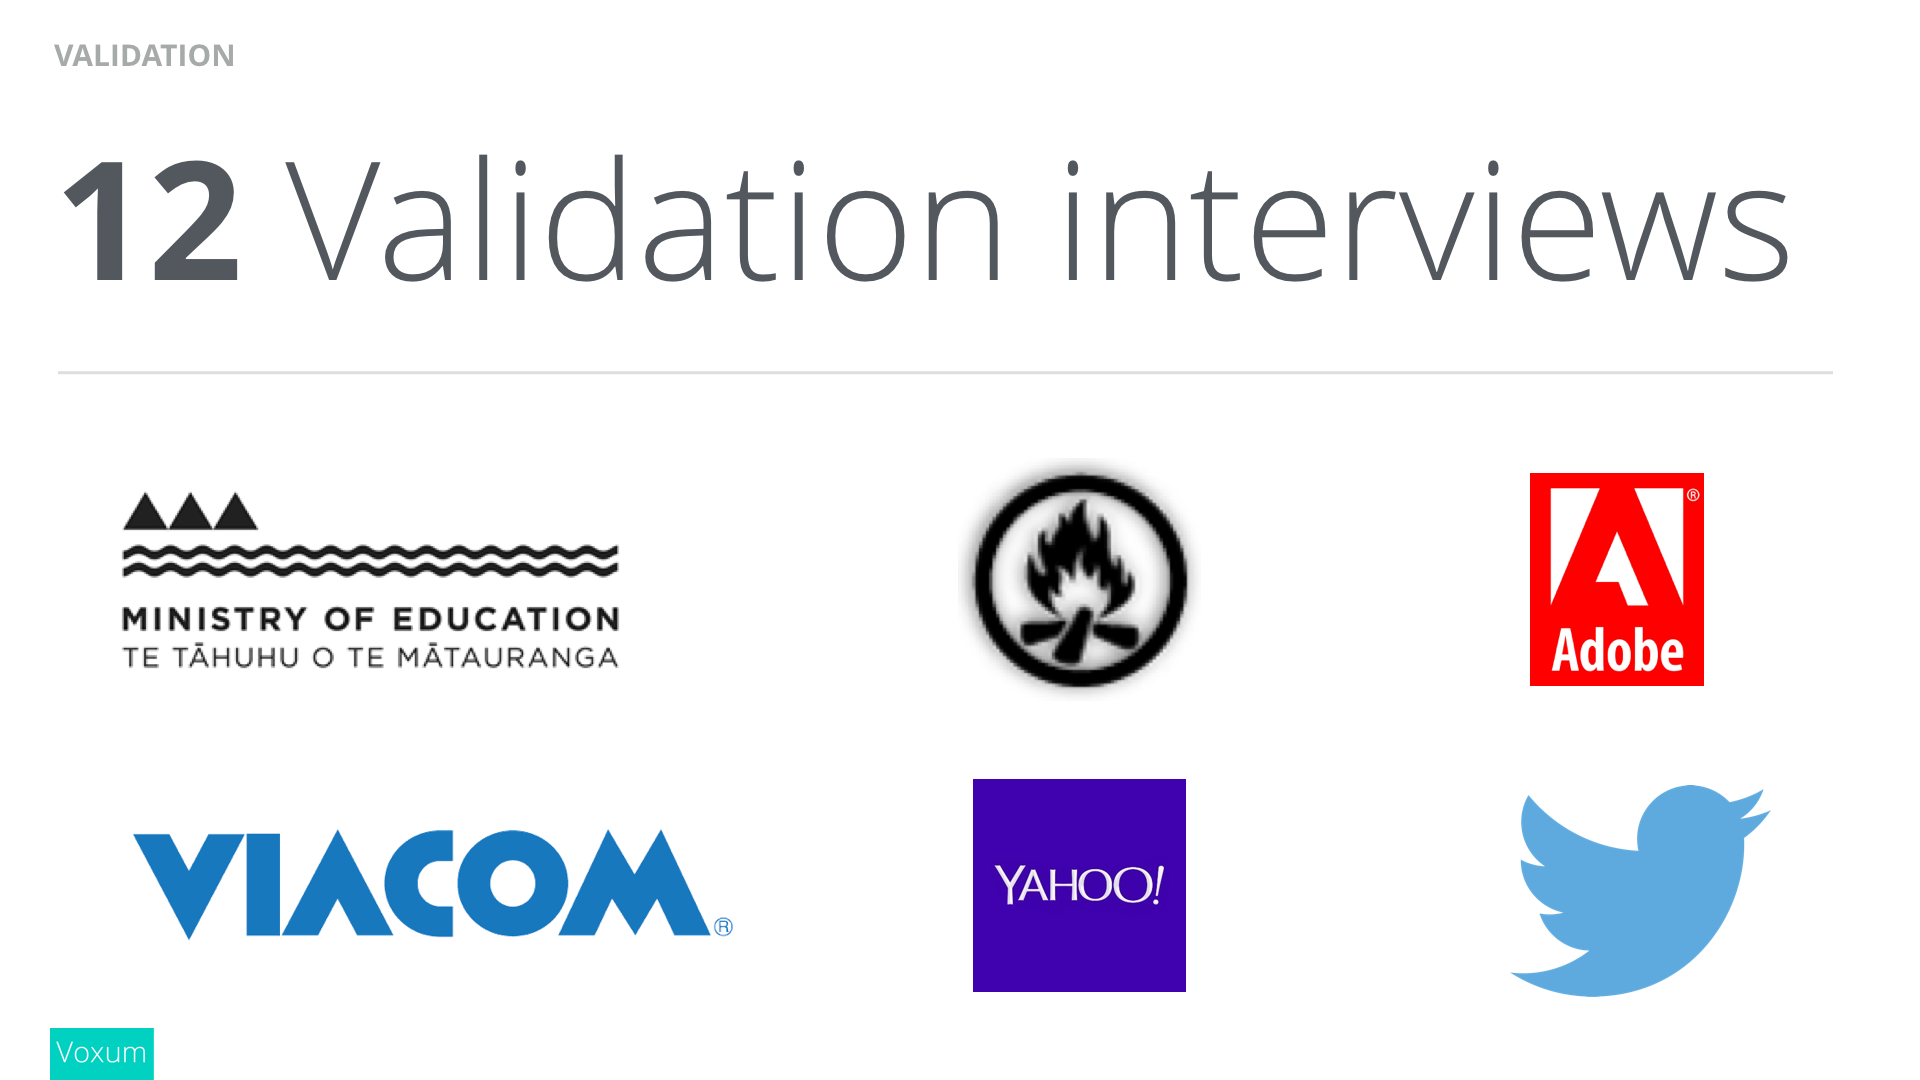 VALIDATION
12 Validation interviews
MINISTRY OF EDUCATION
TE TĀHUHU O TE MĀTAURANGA
®
Adobe
VIACOM®
YAHOO!
Voxum